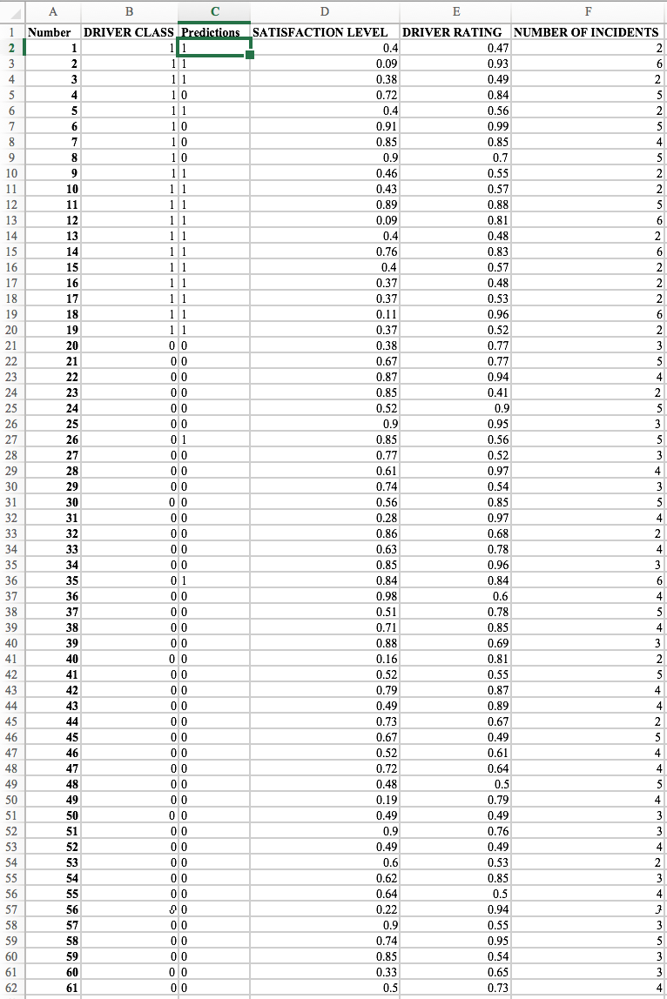 A B C D E F
1 Number DRIVER CLASS Predictions SATISFACTION LEVEL DRIVER RATING NUMBER OF INCIDENTS
2 1 1 1 0.4 0.47 2
3 2 1 1 0.09 0.93 6
4 3 1 1 0.38 0.49 2
5 4 1 0 0.72 0.84 5
6 5 1 1 0.4 0.56 2
7 6 1 0 0.91 0.99 5
8 7 1 0 0.85 0.85 4
9 8 1 0 0.9 0.7 5
10 9 1 1 0.46 0.55 2
11 10 1 1 0.43 0.57 2
12 11 1 1 0.89 0.88 5
13 12 1 1 0.09 0.81 6
14 13 1 1 0.4 0.48 2
15 14 1 1 0.76 0.83 6
16 15 1 1 0.4 0.57 2
17 16 1 1 0.37 0.48 2
18 17 1 1 0.37 0.53 2
19 18 1 1 0.11 0.96 6
20 19 1 1 0.37 0.52 2
21 20 0 0 0.38 0.77 3
22 21 0 0 0.67 0.77 5
23 22 0 0 0.87 0.94 4
24 23 0 0 0.85 0.41 2
25 24 0 0 0.52 0.9 5
26 25 0 0 0.9 0.95 3
27 26 0 1 0.85 0.56 5
28 27 0 0 0.77 0.52 3
29 28 0 0 0.61 0.97 4
30 29 0 0 0.74 0.54 3
31 30 0 0 0.56 0.85 5
32 31 0 0 0.28 0.97 4
33 32 0 0 0.86 0.68 2
34 33 0 0 0.63 0.78 4
35 34 0 0 0.85 0.96 3
36 35 0 1 0.84 0.84 6
37 36 0 0 0.98 0.6 4
38 37 0 0 0.51 0.78 5
39 38 0 0 0.71 0.85 4
40 39 0 0 0.88 0.69 3
41 40 0 0 0.16 0.81 2
42 41 0 0 0.52 0.55 5
43 42 0 0 0.79 0.87 4
44 43 0 0 0.49 0.89 4
45 44 0 0 0.73 0.67 2
46 45 0 0 0.67 0.49 5
47 46 0 0 0.52 0.61 4
48 47 0 0 0.72 0.64 4
49 48 0 0 0.48 0.5 5
50 49 0 0 0.19 0.79 4
51 50 0 0 0.49 0.49 3
52 51 0 0 0.9 0.76 3
53 52 0 0 0.49 0.49 4
54 53 0 0 0.6 0.53 2
55 54 0 0 0.62 0.85 3
56 55 0 0 0.64 0.5 4
57 56 0 0.22 0.94 3
58 57 0 0 0.9 0.55 3
59 58 0 0 0.74 0.95 5
60 59 0 0 0.85 0.54 3
61 60 0 0 0.33 0.65 3
62 61 0 0 0.5 0.73 4